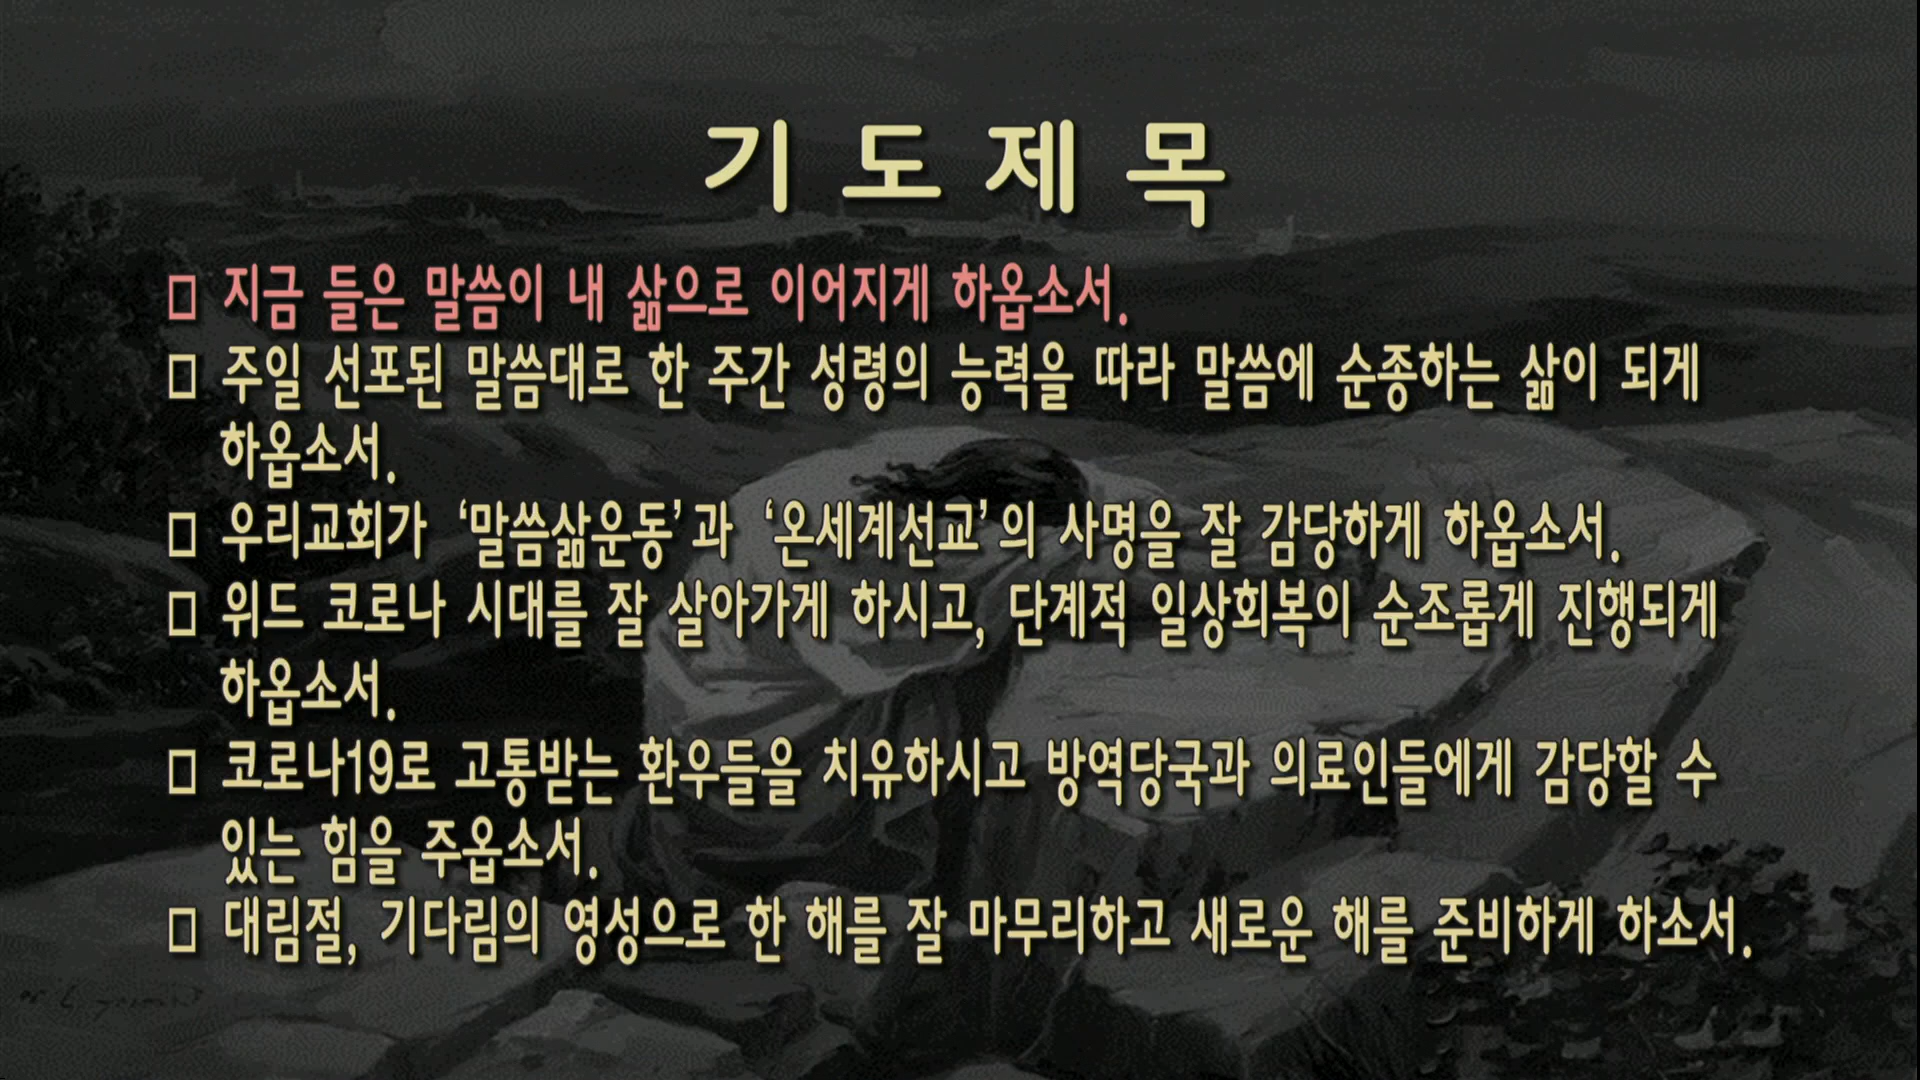 기 도 제 목
□ 지금 들은 말씀이 내 삶으로 이어지게 하옵소서.
□ 주일 선포된 말씀대로 한 주간 성령의 능력을 따라 말씀에 순종하는 삶이 되게
하옵소서.
□ 우리교회가 ‘말씀삶운동’과 ‘온세계선교’의 사명을 잘 감당하게 하옵소서.
□ 위드 코로나 시대를 잘 살아가게 하시고, 단계적 일상회복이 순조롭게 진행되게
하옵소서.
□ 코로나19로 고통받는 환우들을 치유하시고 방역당국과 의료인들에게 감당할 수
있는 힘을 주옵소서.
□ 대림절, 기다림의 영성으로 한 해를 잘 마무리하고 새로운 해를 준비하게 하소서.